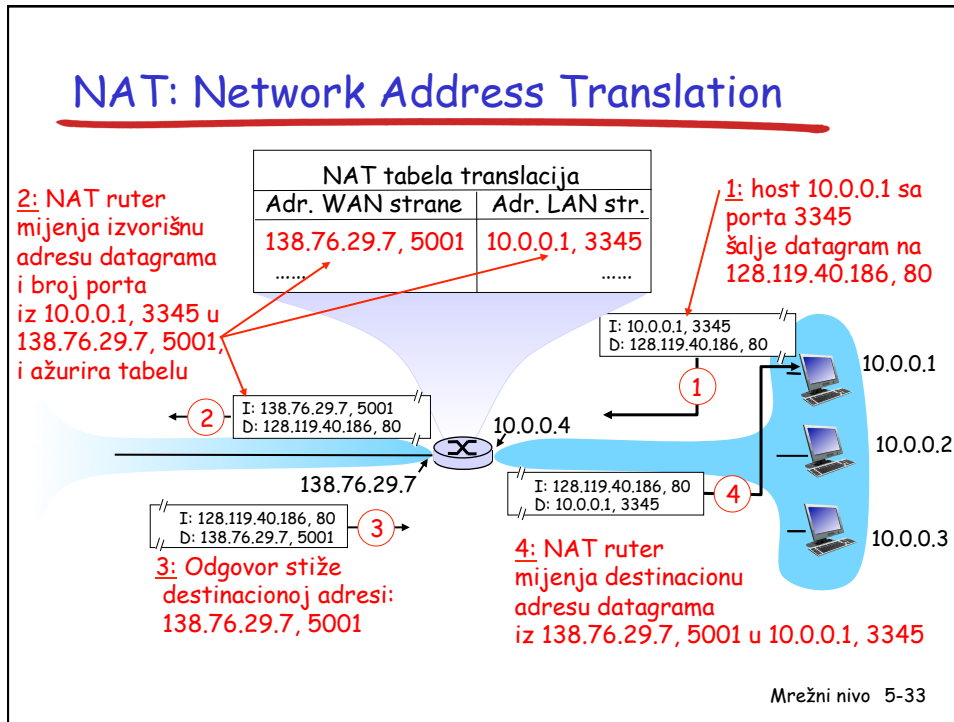 NAT: Network Address Translation
NAT tabela translacija
Adr. WAN strane
Adr. LAN str.
138.76.29.7, 5001
10.0.0.1, 3345
……
……
2: NAT ruter
mijenja izvorišnu
adresu datagrama
i broj porta
iz 10.0.0.1, 3345 u
138.76.29.7, 5001,
i ažurira tabelu
1: host 10.0.0.1 sa
porta 3345
šalje datagram na
128.119.40.186, 80
I: 10.0.0.1, 3345
D: 128.119.40.186, 80
1
10.0.0.1
I: 138.76.29.7, 5001
D: 128.119.40.186, 80
2
10.0.0.4
10.0.0.2
138.76.29.7
I: 128.119.40.186, 80
D: 10.0.0.1, 3345
4
I: 128.119.40.186, 80
D: 138.76.29.7, 5001
3
10.0.0.3
3: Odgovor stiže
destinacionoj adresi:
138.76.29.7, 5001
4: NAT ruter
mijenja destinacionu
adresu datagrama
iz 138.76.29.7, 5001 u 10.0.0.1, 3345
Mrežni nivo 5-33